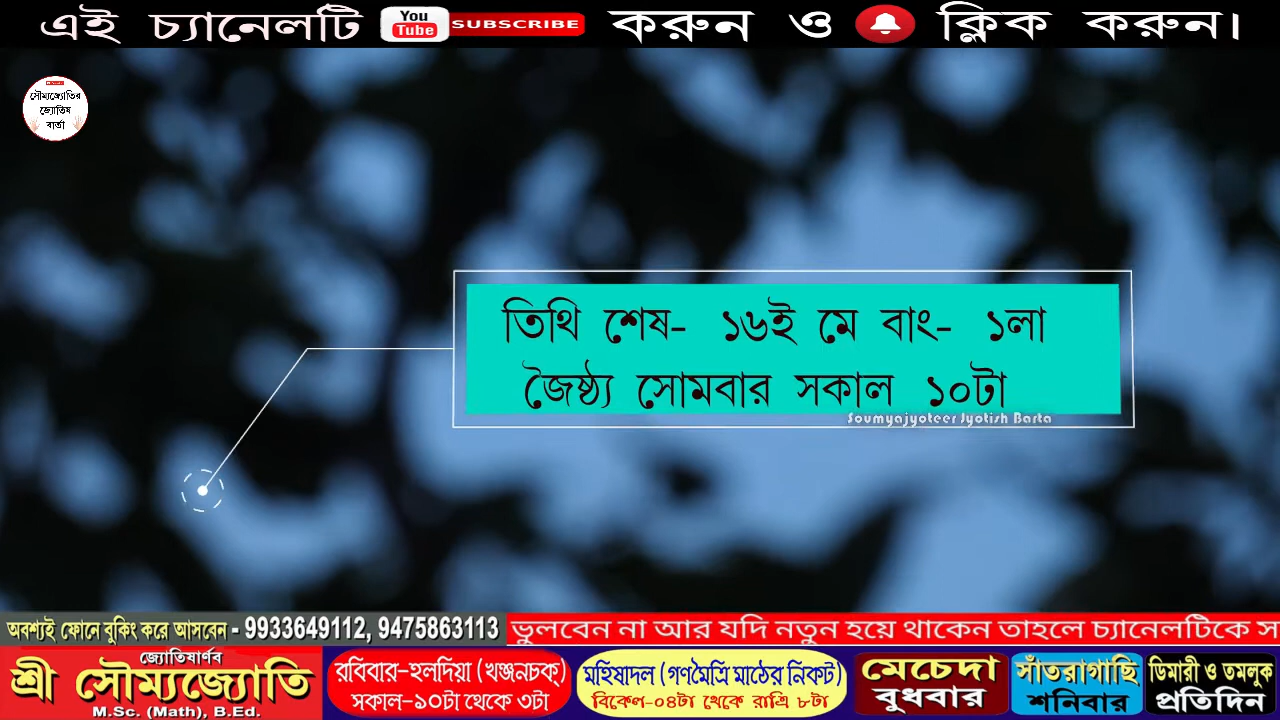 এই চ্যানেলটি You Tube SUBSCRIBE করুন ও ক্লিক করুন।
সৌম্যজ্যোতির
জ্যোতিষ
বার্তা
তিথি শেষ- ১৬ই মে বাং- ১লা
জৈষ্ঠ্য সোমবার সকাল ১০টা
Soumyajyoteer Jyotish Barta
অবশ্যই ফোনে বুকিং করে আসবেন - 9933649112, 9475863113
ভুলবেন না আর যদি নতুন হয়ে থাকেন তাহলে চ্যানেলটিকে স
জ্যোতিষার্ণব
শ্রী সৌম্যজ্যোতি
M.Sc. (Math), B.Ed.
রবিবার-হলদিয়া (খঞ্জনচক্)
সকাল-১০টা থেকে ৩টা
মহিষাদল (গণমৈত্রি মাঠের নিকট)
বিকেল-০৪টা থেকে রাত্রি ৮টা
মেচেদা
বুধবার
সাঁতরাগাছি
শনিবার
ডিমারী ও তমলুক
প্রতিদিন